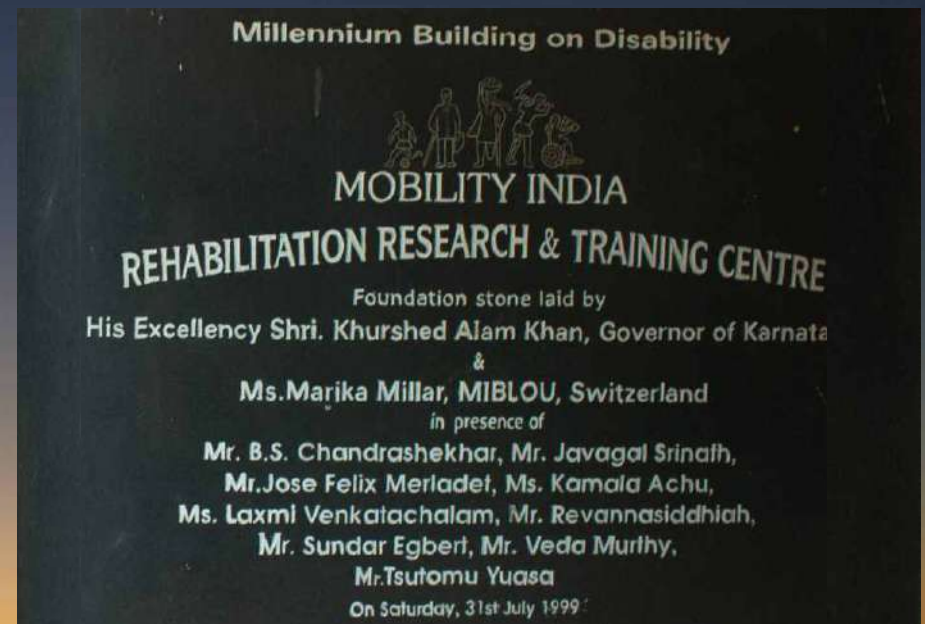 Millennium Building on Disability
MOBILITY INDIA
REHABILITATION RESEARCH & TRAINING CENTRE
Foundation stone laid by
His Excellency Shri. Khurshed Alam Khan, Governor of Karnata
&
Ms.Marika Millar, MIBLOU, Switzerland
in presence of
Mr. B.S. Chandrashekhar, Mr. Javagal Srinath,
Mr.Jose Felix Merladet, Ms. Kamala Achu,
Ms. Laxmi Venkatachalam, Mr. Revannasiddhiah,
Mr. Sundar Egbert, Mr. Veda Murthy,
Mr.Tsutomu Yuasa
On Saturday, 31st July 1999